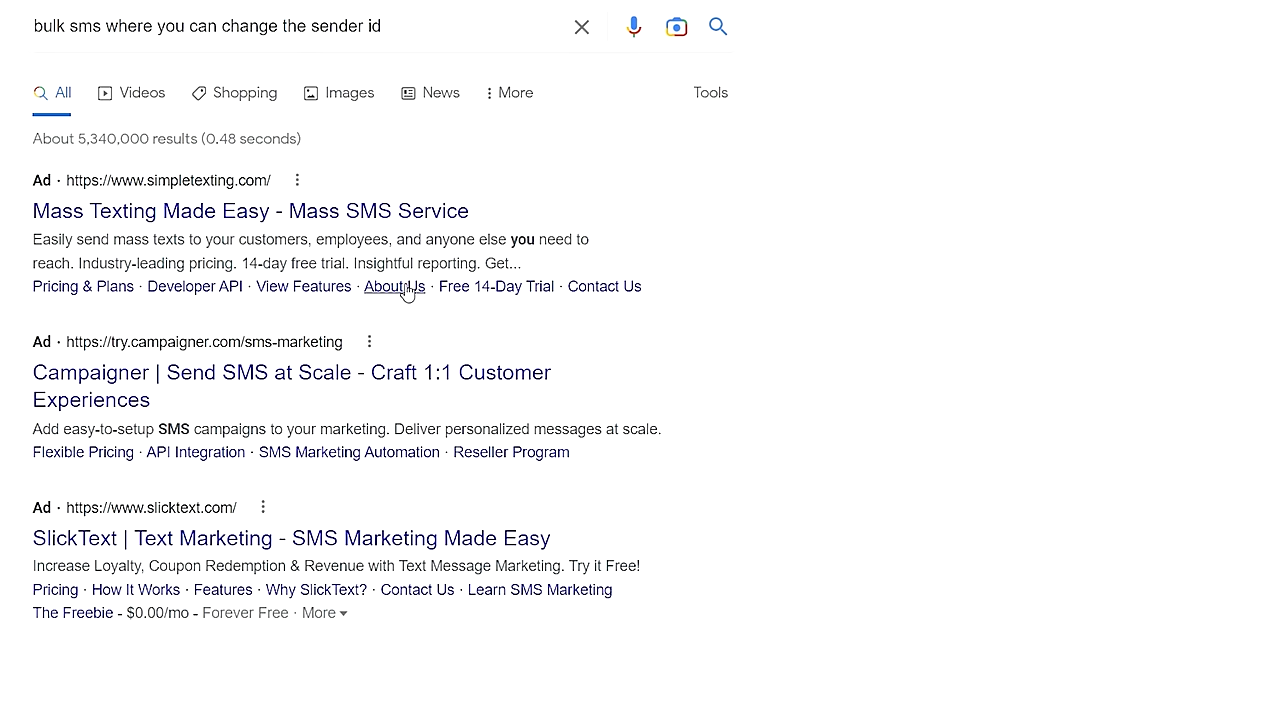 bulk sms where you can change the sender id
All Videos Shopping Images News More Tools
About 5,340,000 results (0.48 seconds)
Ad · https://www.simpletexting.com/
Mass Texting Made Easy - Mass SMS Service
Easily send mass texts to your customers, employees, and anyone else you need to
reach. Industry-leading pricing. 14-day free trial. Insightful reporting. Get...
Pricing & Plans · Developer API · View Features · About Us · Free 14-Day Trial · Contact Us
Ad · https://try.campaigner.com/sms-marketing
Campaigner | Send SMS at Scale - Craft 1:1 Customer
Experiences
Add easy-to-setup SMS campaigns to your marketing. Deliver personalized messages at scale.
Flexible Pricing · API Integration · SMS Marketing Automation · Reseller Program
Ad · https://www.slicktext.com/
SlickText | Text Marketing - SMS Marketing Made Easy
Increase Loyalty, Coupon Redemption & Revenue with Text Message Marketing. Try it Free!
Pricing · How It Works · Features · Why SlickText? · Contact Us · Learn SMS Marketing
The Freebie - $0.00/mo - Forever Free · More